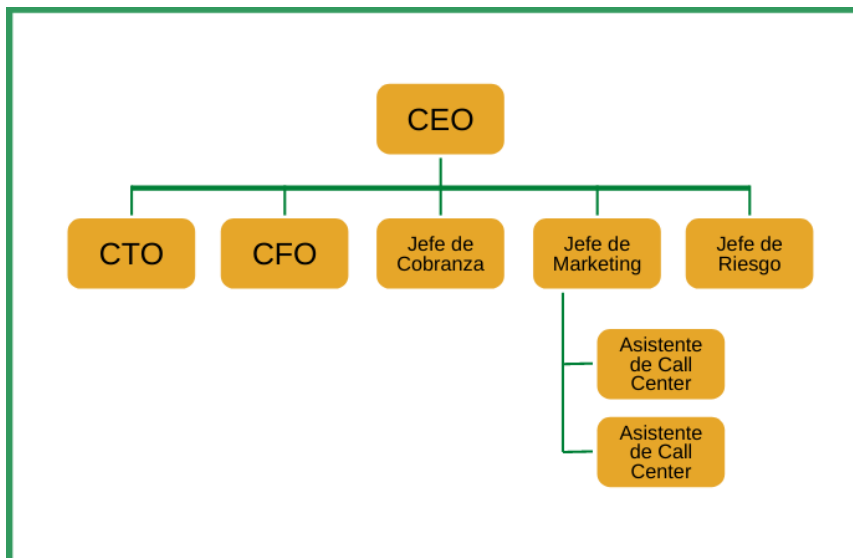 CEO
CTO
CFO
Jefe de
Cobranza
Jefe de
Marketing
Jefe de
Riesgo
Asistente
de Call
Center
Asistente
de Call
Center